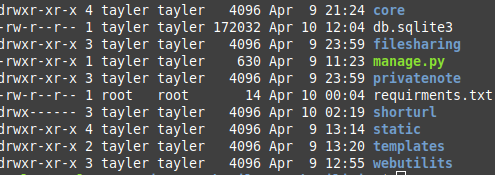 drwxr-xr-x 4 tayler tayler   4096 Apr  9 21:24 core
-rw-r--r-- 1 tayler tayler 172032 Apr 10 12:04 db.sqlite3
drwxr-xr-x 3 tayler tayler   4096 Apr  9 23:59 filesharing
-rwxr-xr-x 1 tayler tayler    630 Apr  9 11:23 manage.py
drwxr-xr-x 3 tayler tayler   4096 Apr  9 23:59 privatenote
-rw-r--r-- 1 root   root       14 Apr 10 00:04 requirments.txt
drwx------ 3 tayler tayler   4096 Apr 10 02:19 shorturl
drwxr-xr-x 4 tayler tayler   4096 Apr  9 13:14 static
drwxr-xr-x 2 tayler tayler   4096 Apr  9 13:20 templates
drwxr-xr-x 3 tayler tayler   4096 Apr  9 12:55 webutilits